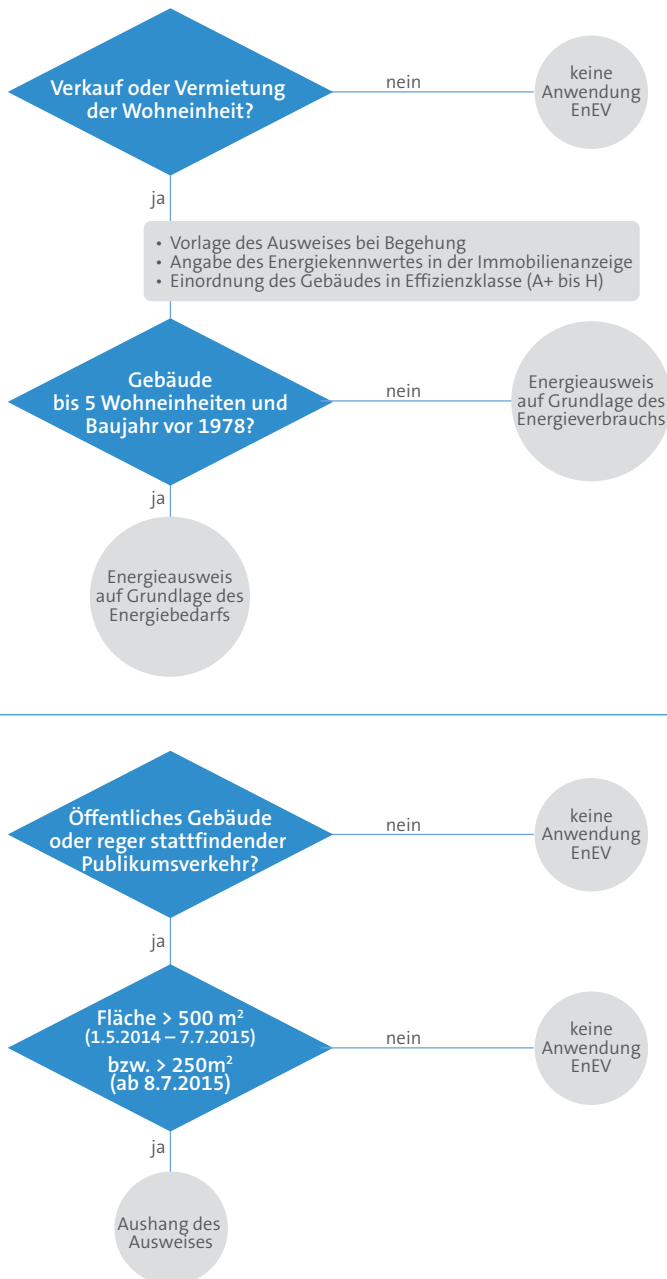 Verkauf oder Vermietung
der Wohneinheit?
nein
keine
Anwendung
EnEV
ja
• Vorlage des Ausweises bei Begehung
• Angabe des Energiekennwertes in der Immobilienanzeige
• Einordnung des Gebäudes in Effizienzklasse (A+ bis H)
Gebäude
bis 5 Wohneinheiten und
Baujahr vor 1978?
nein
Energieausweis
auf Grundlage des
Energieverbrauchs
ja
Energieausweis
auf Grundlage des
Energiebedarfs
Öffentliches Gebäude
oder reger stattfindender
Publikumsverkehr?
nein
keine
Anwendung
EnEV
ja
Fläche > 500 m²
(1.5.2014 – 7.7.2015)
bzw. > 250m²
(ab 8.7.2015)
nein
keine
Anwendung
EnEV
ja
Aushang des
Ausweises